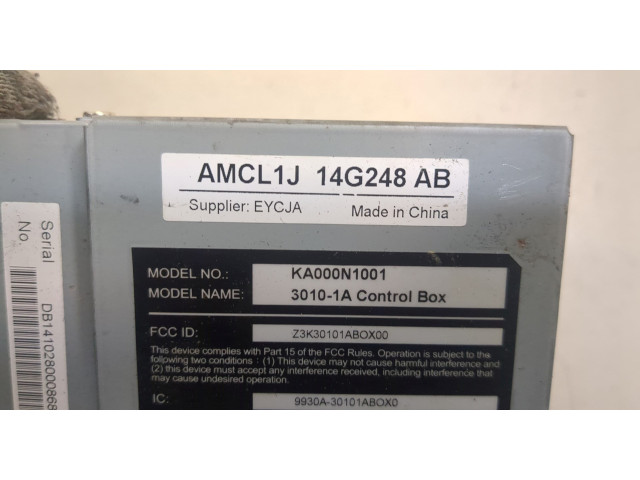 AMCL1J 14G248 AB
Supplier: EYCJA Made in China
MODEL NO.: KA000N1001
MODEL NAME: 3010-1A Control Box
FCC ID: Z3K30101ABOX00
This device complies with Part 15 of the FCC Rules. Operation is subject to the
following two conditions : (1) This device may not cause harmful interference and
(2) this device must accept any interference received, including interference that
may cause undesired operation.
IC: 9930A-30101ABOX0
Serial
No.
DB14102800086